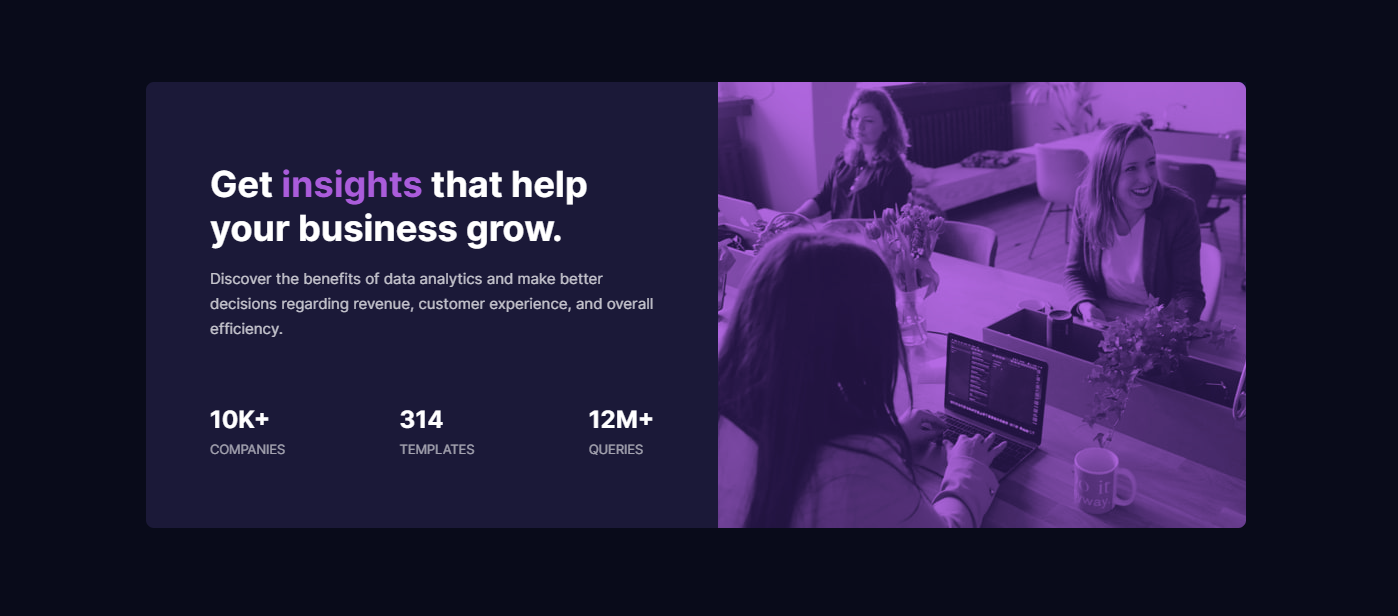 Get insights that help
your business grow.
Discover the benefits of data analytics and make better
decisions regarding revenue, customer experience, and overall
efficiency.
10K+ 314 12M+
COMPANIES TEMPLATES QUERIES